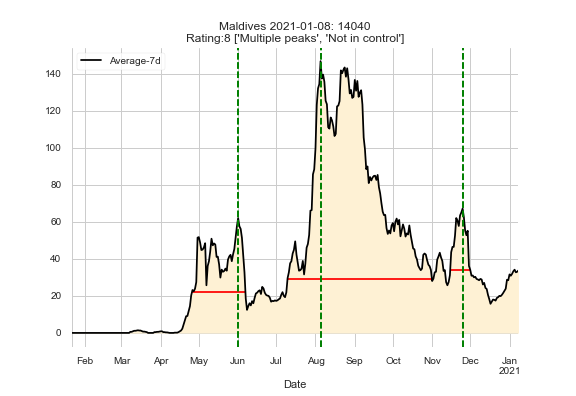 Maldives 2021-01-08: 14040
Rating:8 ['Multiple peaks', 'Not in control']
Average-7d
140
120
100
80
60
40
20
0
Feb Mar Apr May Jun Jul Aug Sep Oct Nov Dec Jan
2021
Date